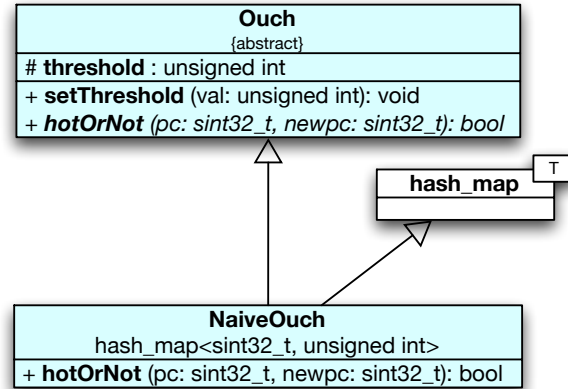 Ouch
{abstract}
# threshold : unsigned int
+ setThreshold (val: unsigned int): void
+ hotOrNot (pc: sint32_t, newpc: sint32_t): bool
T
hash_map
NaiveOuch
hash_map<sint32_t, unsigned int>
+ hotOrNot (pc: sint32_t, newpc: sint32_t): bool